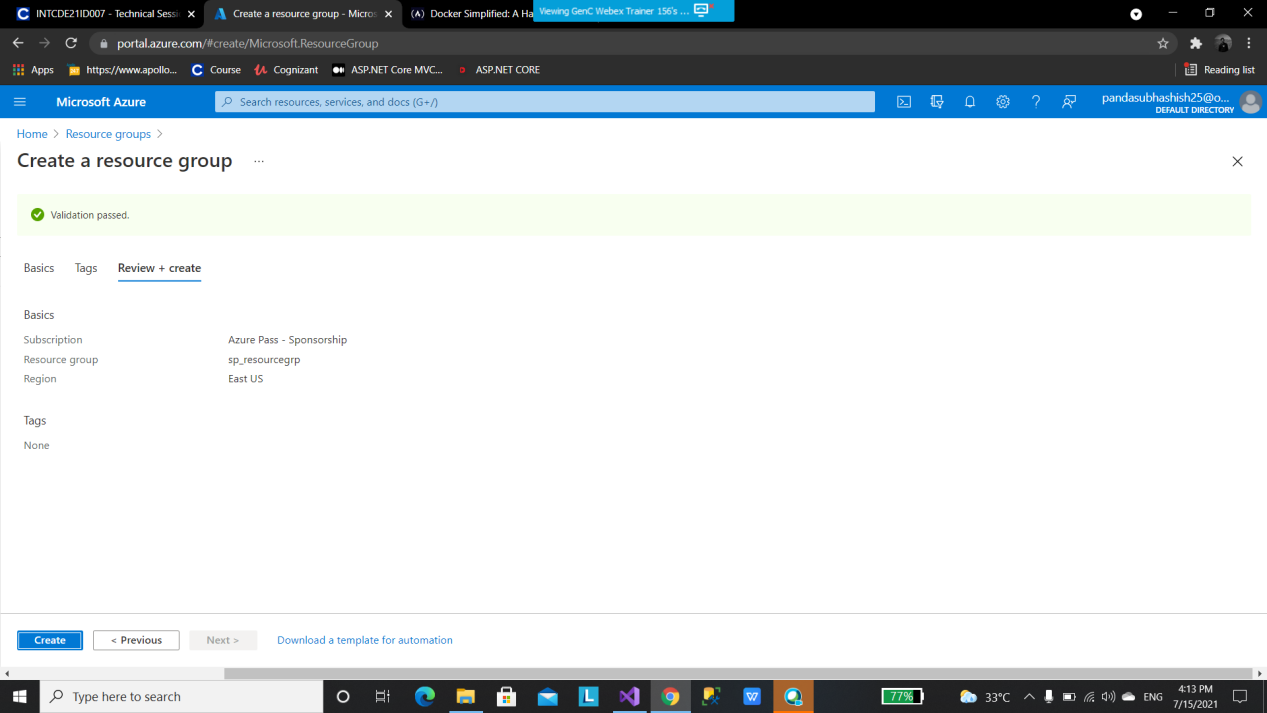 INTCDE21ID007 - Technical Sessi
Create a resource group - Micros
Docker Simplified: A Ha
Viewing GenC Webex Trainer 156's ...
portal.azure.com/#create/Microsoft.ResourceGroup
Apps
https://www.apollo...
Course
Cognizant
ASP.NET Core MVC...
ASP.NET CORE
Reading list
Microsoft Azure
Search resources, services, and docs (G+/)
pandasubhashish25@o...
DEFAULT DIRECTORY
Home > Resource groups >
Create a resource group ...
Validation passed.
Basics Tags Review + create
Basics
Subscription Azure Pass - Sponsorship
Resource group sp_resourcegrp
Region East US
Tags
None
Create < Previous Next > Download a template for automation
Type here to search
77%
33°C
ENG
4:13 PM
7/15/2021